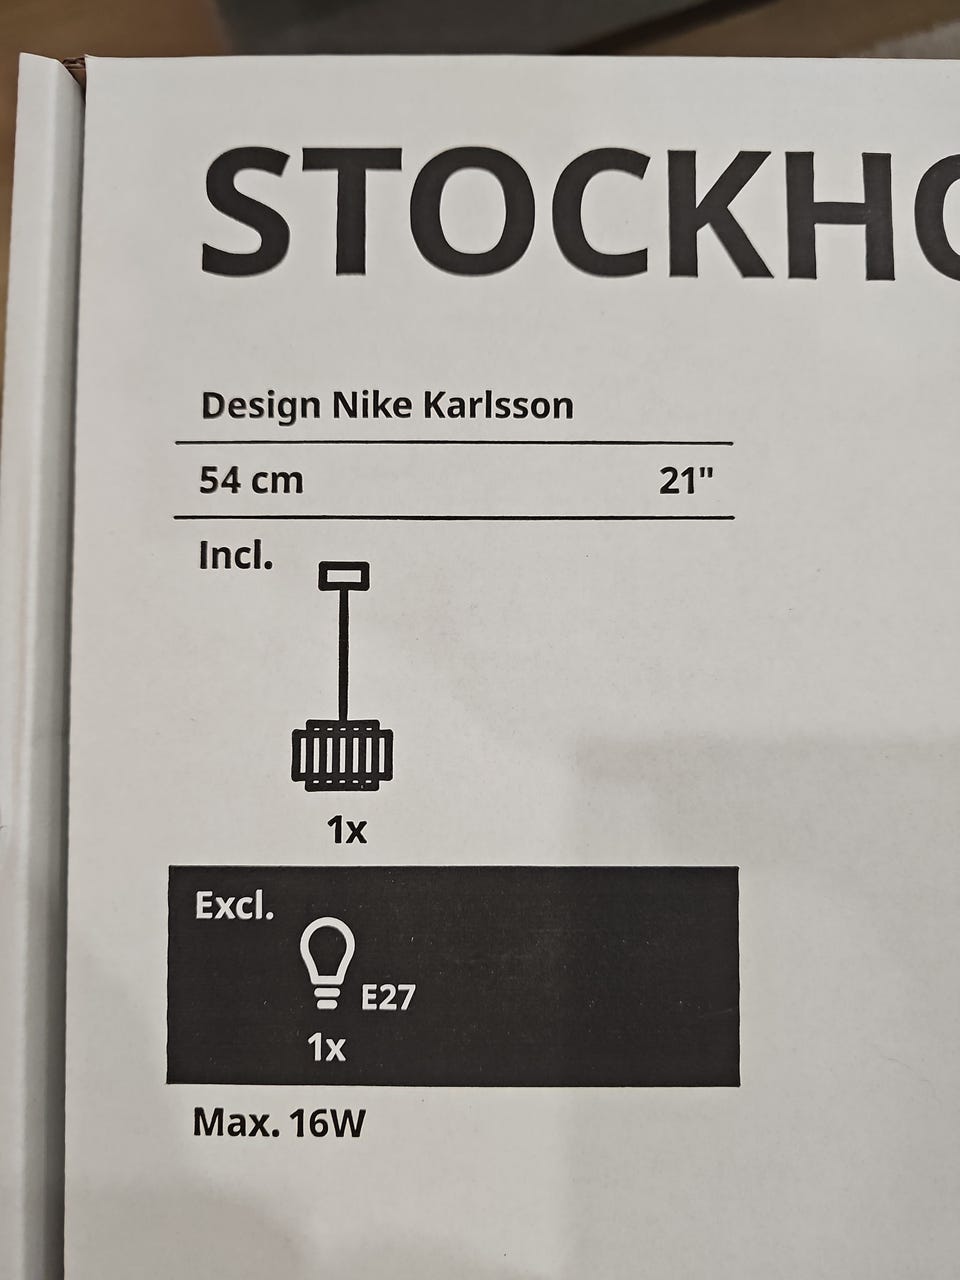 STOCKHO
Design Nike Karlsson
54 cm 21"
Incl.
1x
Excl.
E27
1x
Max. 16W